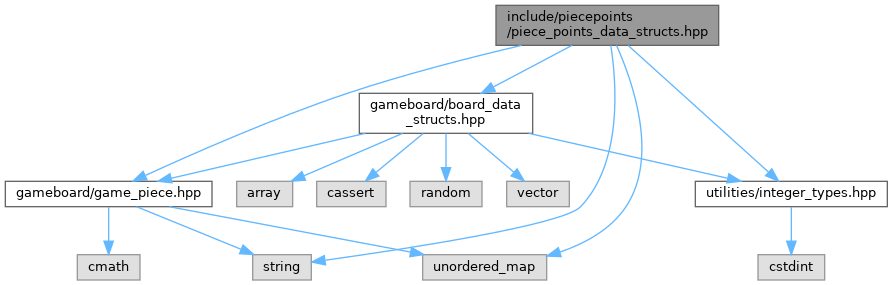 include/piecepoints
/piece_points_data_structs.hpp
gameboard/board_data
_structs.hpp
gameboard/game_piece.hpp
array
cassert
random
vector
utilities/integer_types.hpp
cmath
string
unordered_map
cstdint